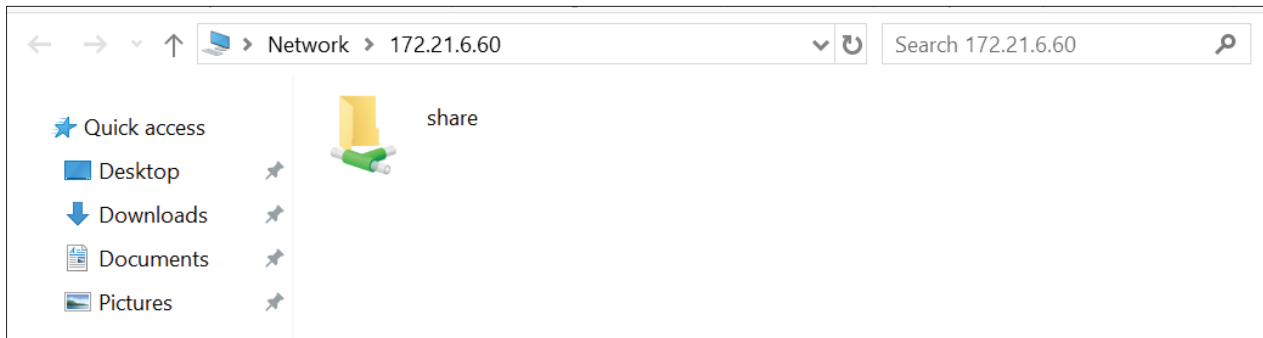 Network > 172.21.6.60
Search 172.21.6.60
Quick access
share
Desktop
Downloads
Documents
Pictures